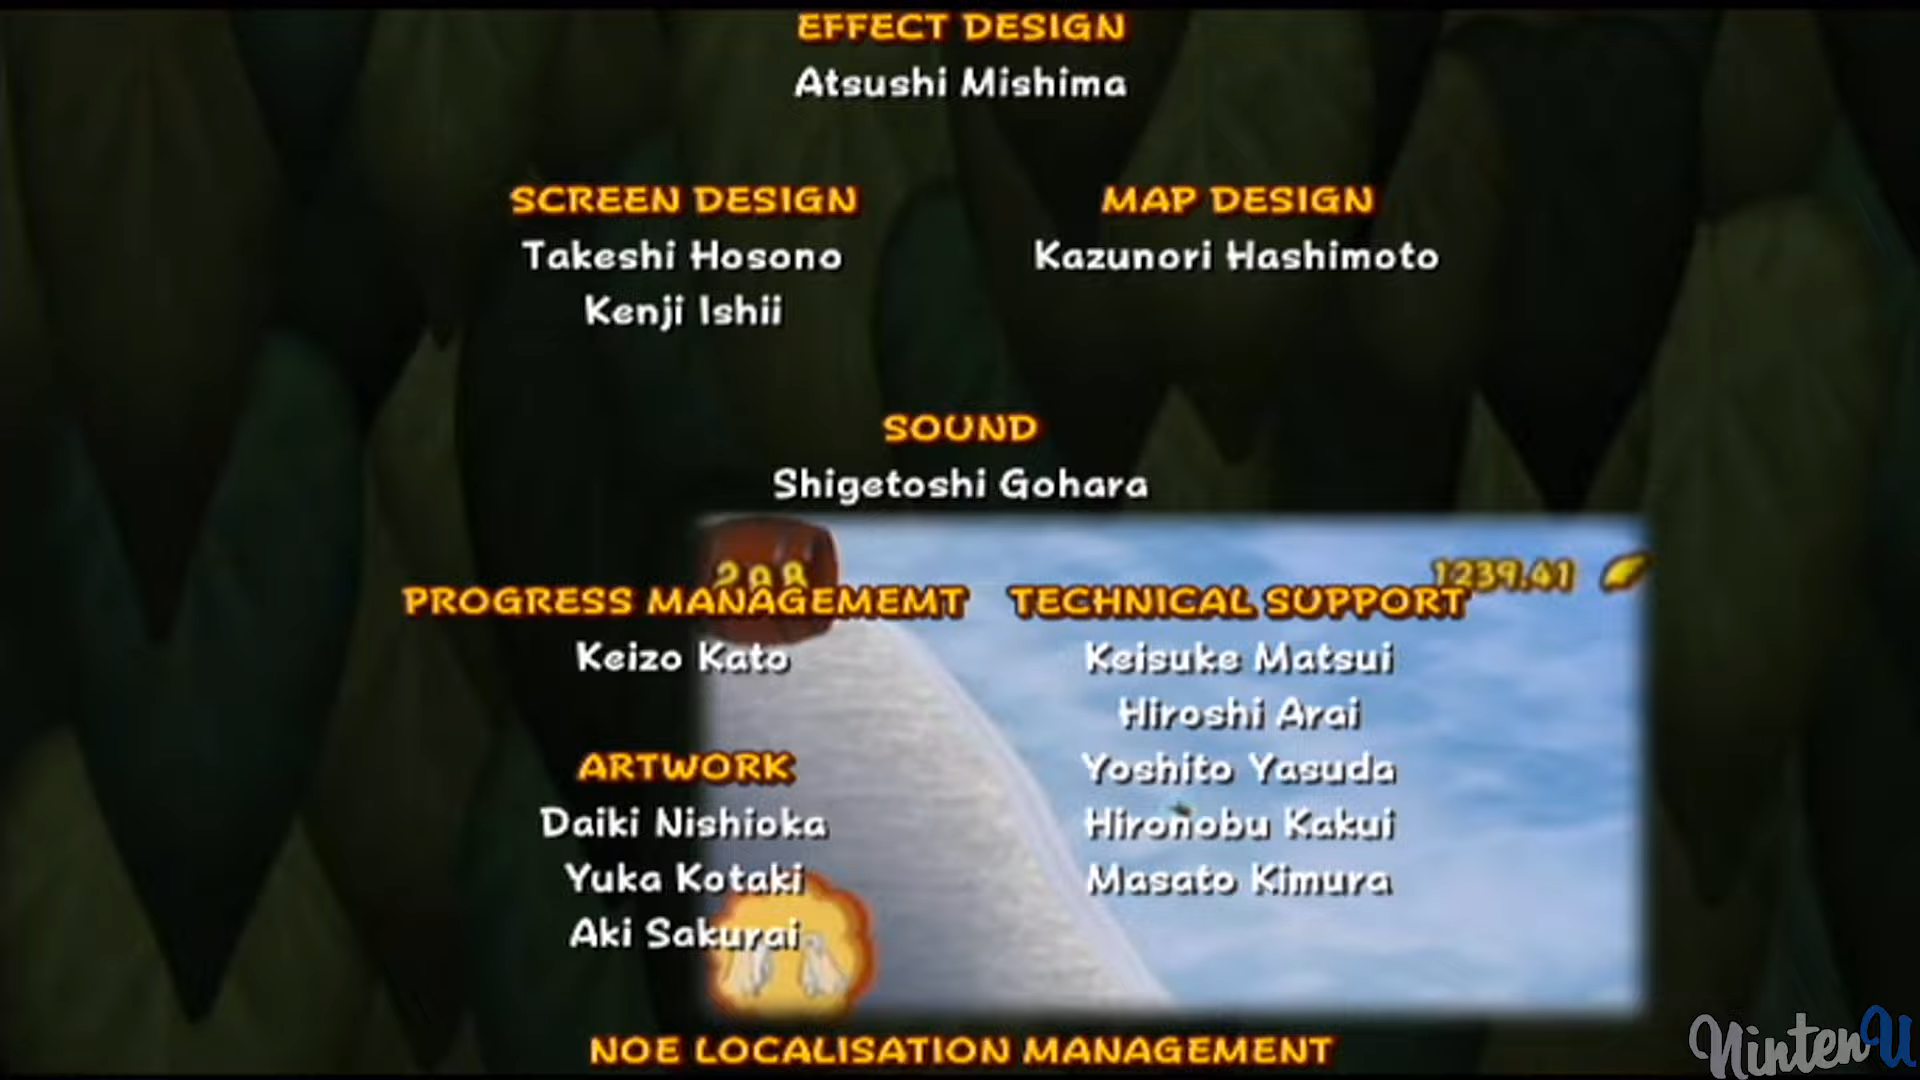 EFFECT DESIGN
Atsushi Mishima
SCREEN DESIGN
Takeshi Hosono
Kenji Ishii
MAP DESIGN
Kazunori Hashimoto
SOUND
Shigetoshi Gohara
298
1239.41
PROGRESS MANAGEMEMT
Keizo Kato
TECHNICAL SUPPORT
Keisuke Matsui
Hiroshi Arai
Yoshito Yasuda
Hironobu Kakui
Masato Kimura
ARTWORK
Daiki Nishioka
Yuka Kotaki
Aki Sakurai
NOE LOCALISATION MANAGEMENT
NintenU